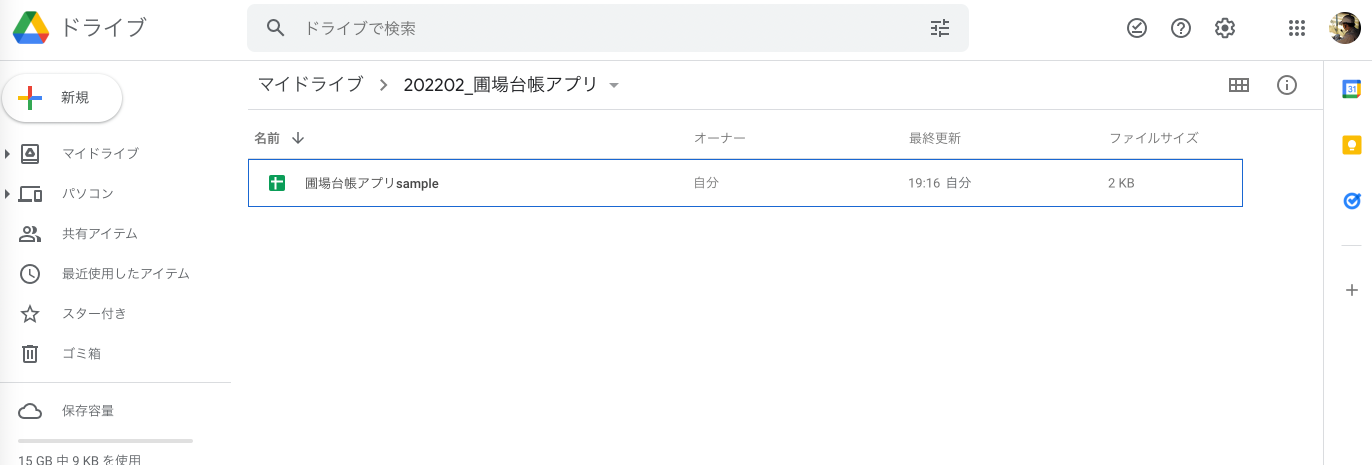 ドライブ
ドライブで検索
新規
マイドライブ
パソコン
共有アイテム
最近使用したアイテム
スター付き
ゴミ箱
保存容量
15 GB 中 9 KB を使用
マイドライブ 202202_圃場台帳アプリ
名前 オーナー 最終更新 ファイルサイズ
圃場台帳アプリsample 自分 19:16 自分 2 KB
31